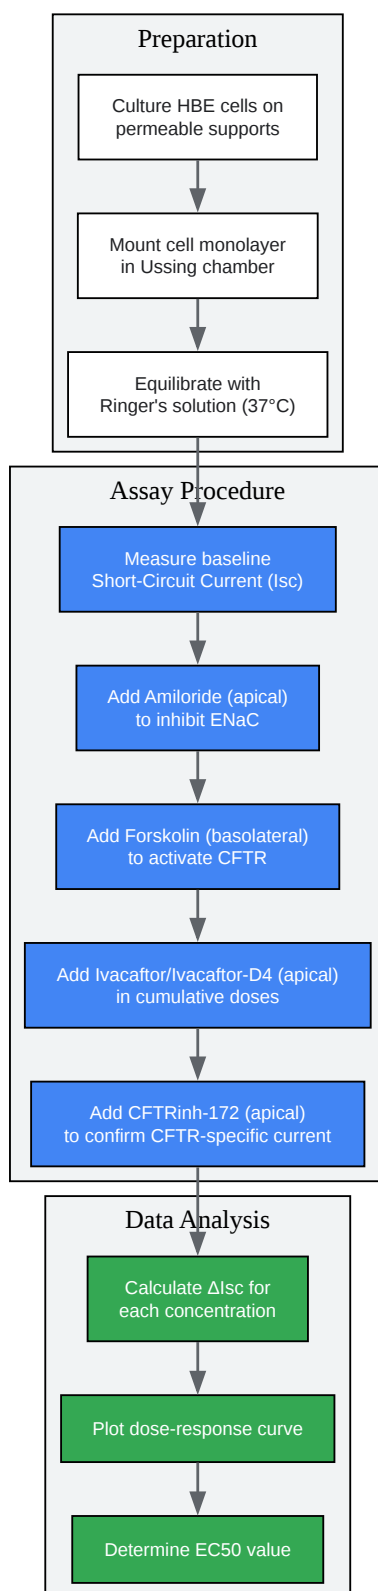 Preparation
Culture HBE cells on
permeable supports
Mount cell monolayer
in Ussing chamber
Equilibrate with
Ringer's solution (37°C)
Assay Procedure
Measure baseline
Short-Circuit Current (Isc)
Add Amiloride (apical)
to inhibit ENaC
Add Forskolin (basolateral)
to activate CFTR
Add Ivacaftor/Ivacaftor-D4 (apical)
in cumulative doses
Add CFTRinh-172 (apical)
to confirm CFTR-specific current
Data Analysis
Calculate ΔIsc for
each concentration
Plot dose-response curve
Determine EC50 value